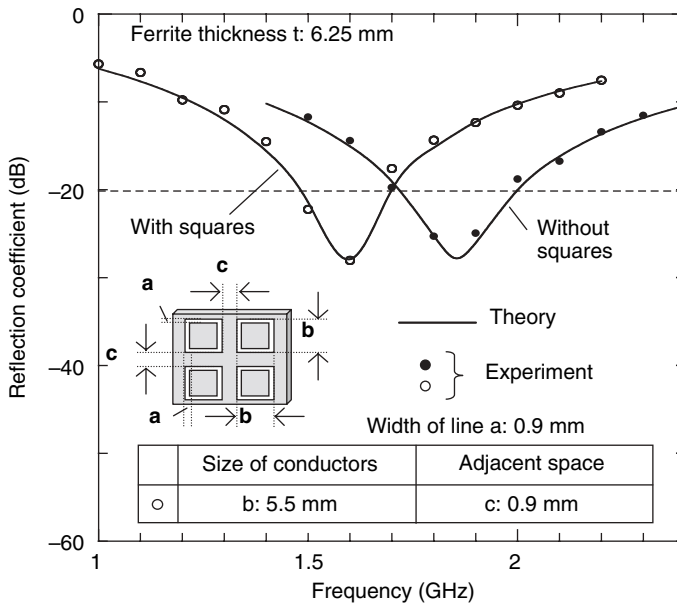 Ferrite thickness t: 6.25 mm
0
–20
–40
–60
Reflection coefficient (dB)
With squares
Without
squares
c
a
b
c
a
b
Theory
Experiment
Width of line a: 0.9 mm
Size of conductors
Adjacent space
b: 5.5 mm
c: 0.9 mm
1
1.5
2
Frequency (GHz)